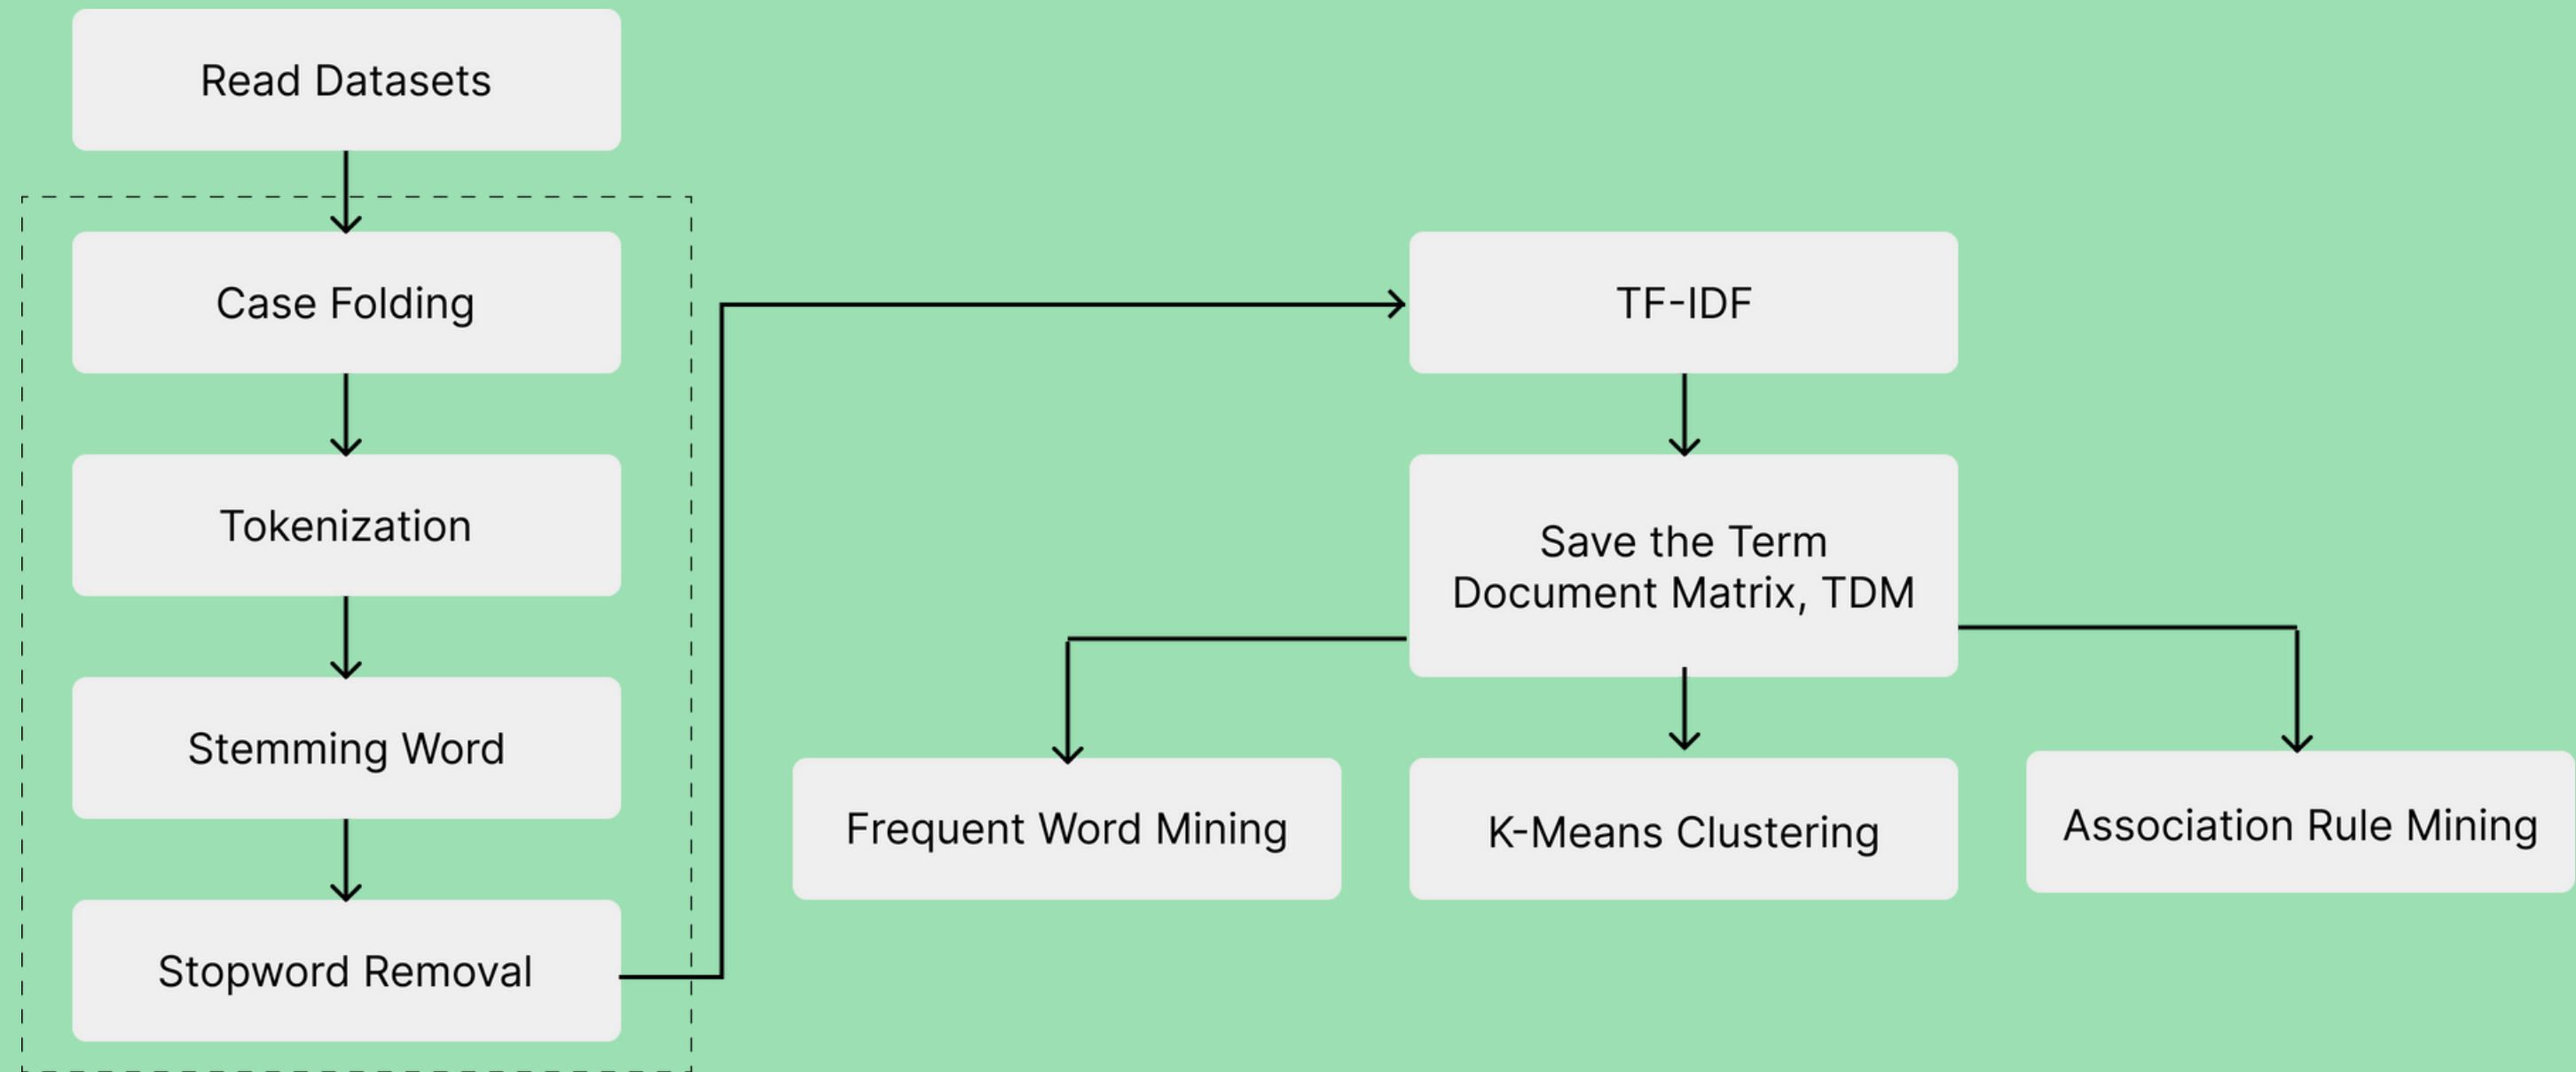 Read Datasets
Case Folding
Tokenization
Stemming Word
Stopword Removal
TF-IDF
Save the Term
Document Matrix, TDM
Frequent Word Mining
K-Means Clustering
Association Rule Mining